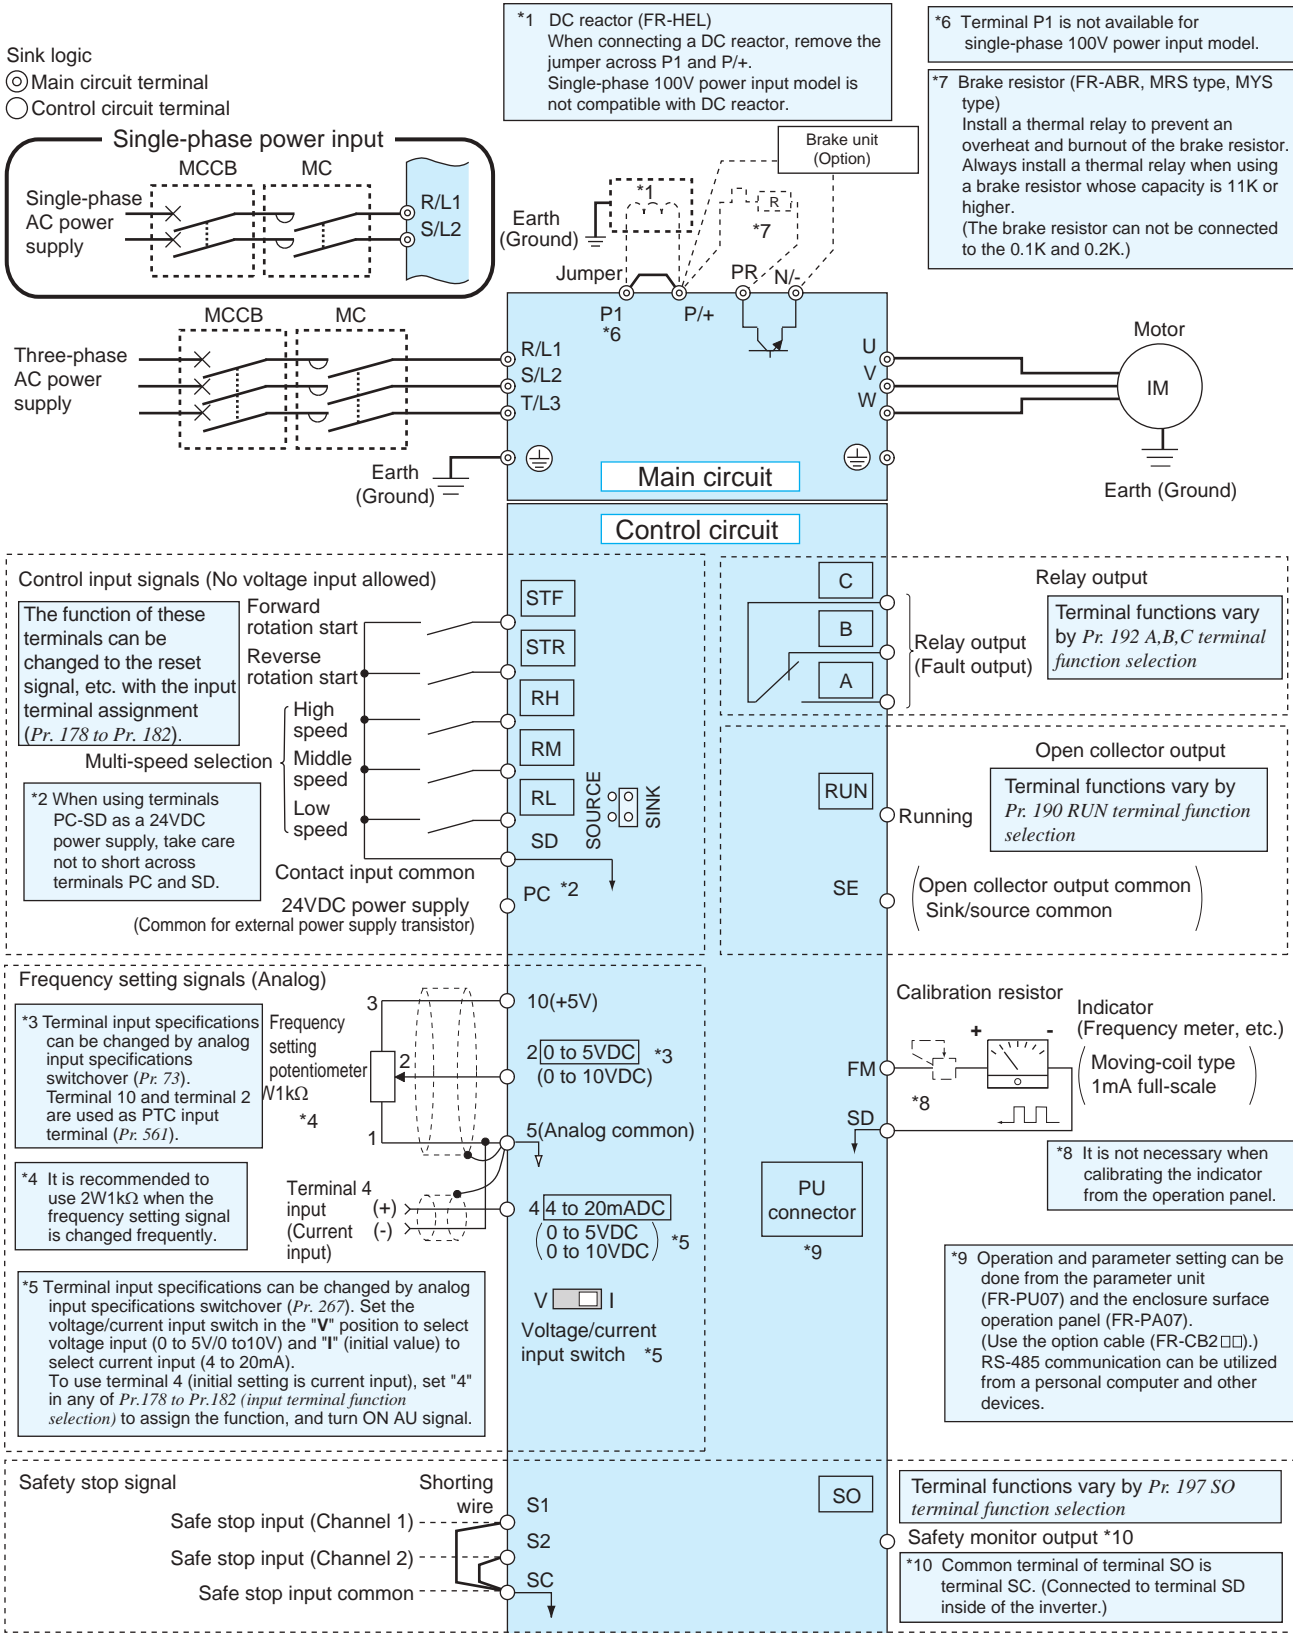 Sink logic
Main circuit terminal
Control circuit terminal
*1 DC reactor (FR-HEL)
When connecting a DC reactor, remove the
jumper across P1 and P/+.
Single-phase 100V power input model is
not compatible with DC reactor.
*6 Terminal P1 is not available for
single-phase 100V power input model.
*7 Brake resistor (FR-ABR, MRS type, MYS
type)
Install a thermal relay to prevent an
overheat and burnout of the brake resistor.
Always install a thermal relay when using
a brake resistor whose capacity is 11K or
higher.
(The brake resistor can not be connected
to the 0.1K and 0.2K.)
Single-phase power input
MCCB
MC
Single-phase
AC power
supply
R/L1
S/L2
Brake unit
(Option)
*1
R
*7
Earth
(Ground)
Jumper
PR
N/-
P1
*6
P/+
MCCB
MC
Three-phase
AC power
supply
R/L1
S/L2
T/L3
Earth
(Ground)
U
V
W
Motor
IM
Earth (Ground)
Main circuit
Control circuit
Control input signals (No voltage input allowed)
The function of these
terminals can be
changed to the reset
signal, etc. with the input
terminal assignment
(Pr. 178 to Pr. 182).
Forward
rotation start
Reverse
rotation start
High
speed
Multi-speed selection
Middle
speed
Low
speed
*2 When using terminals
PC-SD as a 24VDC
power supply, take care
not to short across
terminals PC and SD.
Contact input common
24VDC power supply
(Common for external power supply transistor)
STF
STR
RH
RM
RL
SD
PC *2
SOURCE
SINK
C
B
A
Relay output
Relay output
(Fault output)
Terminal functions vary
by Pr. 192 A,B,C terminal
function selection
Open collector output
RUN
Running
Terminal functions vary by
Pr. 190 RUN terminal function
selection
SE
Open collector output common
Sink/source common
Frequency setting signals (Analog)
*3 Terminal input specifications
can be changed by analog
input specifications
switchover (Pr. 73).
Terminal 10 and terminal 2
are used as PTC input
terminal (Pr. 561).
Frequency
setting
potentiometer
W1kΩ
*4
3
2
1
10(+5V)
2 0 to 5VDC *3
(0 to 10VDC)
5(Analog common)
*4 It is recommended to
use 2W1kΩ when the
frequency setting signal
is changed frequently.
Terminal 4
input
(Current
input)
(+)
(-)
4 4 to 20mADC
0 to 5VDC
0 to 10VDC
*5
*5 Terminal input specifications can be changed by analog
input specifications switchover (Pr. 267). Set the
voltage/current input switch in the "V" position to select
voltage input (0 to 5V/0 to10V) and "I" (initial value) to
select current input (4 to 20mA).
To use terminal 4 (initial setting is current input), set "4"
in any of Pr.178 to Pr.182 (input terminal function
selection) to assign the function, and turn ON AU signal.
V
I
Voltage/current
input switch *5
Calibration resistor
+
-
Indicator
(Frequency meter, etc.)
Moving-coil type
1mA full-scale
FM
*8
SD
*8 It is not necessary when
calibrating the indicator
from the operation panel.
PU
connector
*9
*9 Operation and parameter setting can be
done from the parameter unit
(FR-PU07) and the enclosure surface
operation panel (FR-PA07).
(Use the option cable (FR-CB2□□).)
RS-485 communication can be utilized
from a personal computer and other
devices.
Safety stop signal
Shorting
wire
Safe stop input (Channel 1)
Safe stop input (Channel 2)
Safe stop input common
S1
S2
SC
SO
Terminal functions vary by Pr. 197 SO
terminal function selection
Safety monitor output *10
*10 Common terminal of terminal SO is
terminal SC. (Connected to terminal SD
inside of the inverter.)